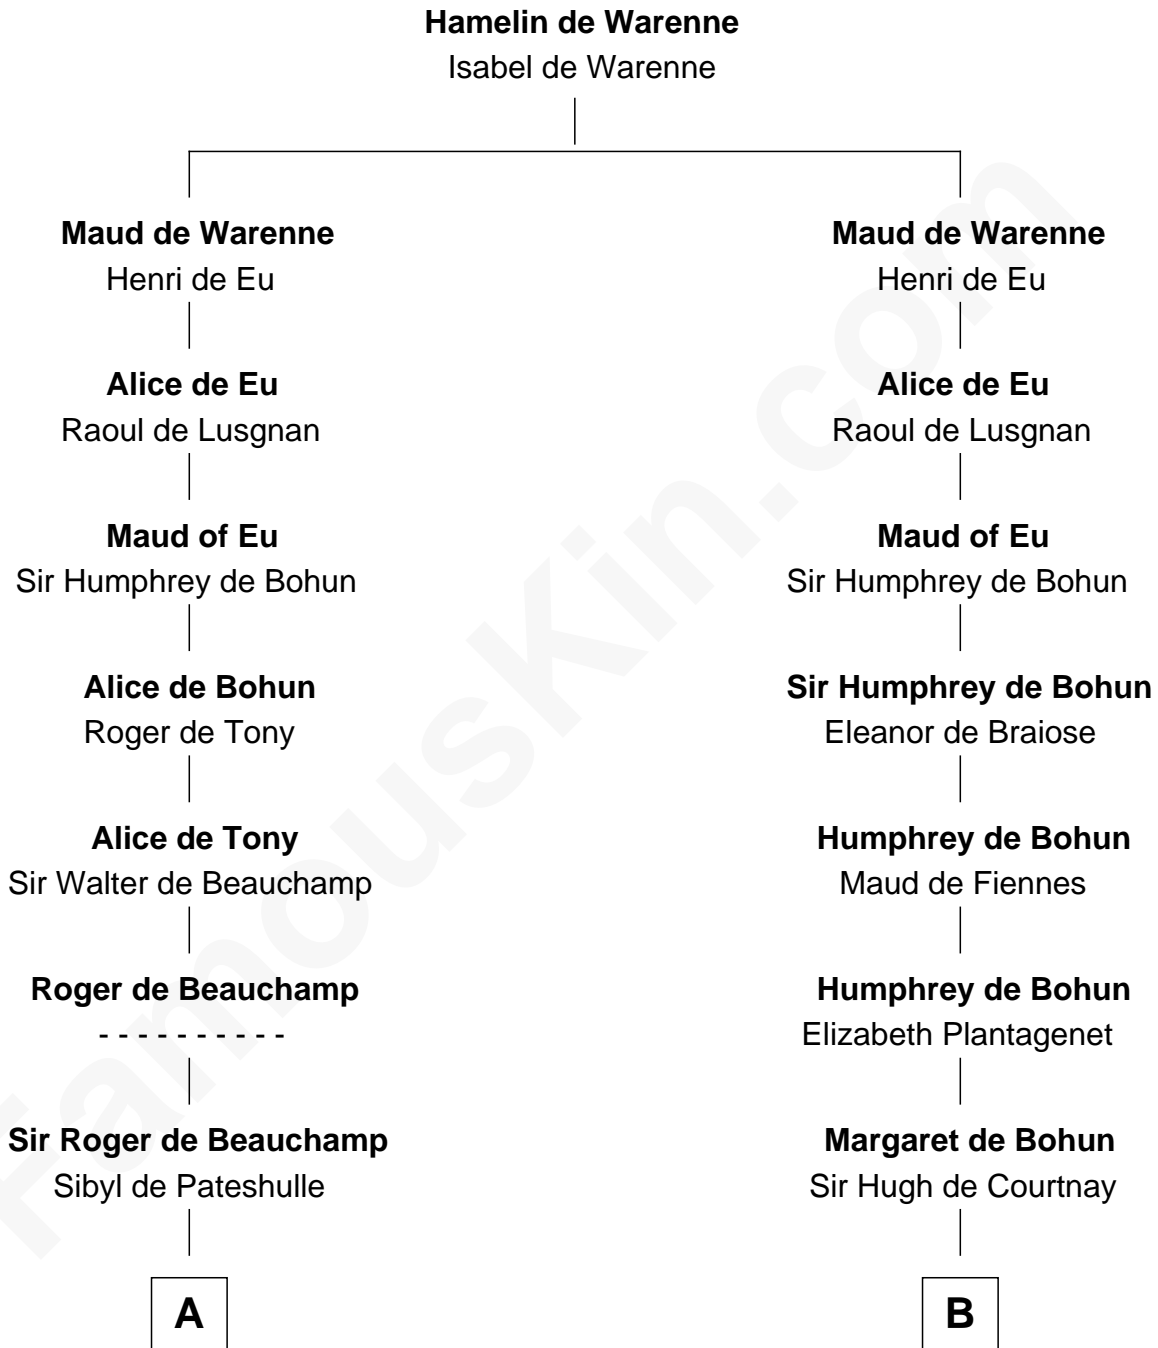 Hamelin de Warenne
Isabel de Warenne
Maud de Warenne
Henri de Eu
Alice de Eu
Raoul de Lusgnan
Maud of Eu
Sir Humphrey de Bohun
Alice de Bohun
Roger de Tony
Alice de Tony
Sir Walter de Beauchamp
Roger de Beauchamp
- - - - - - - - - -
Sir Roger de Beauchamp
Sibyl de Pateshulle
A
Maud de Warenne
Henri de Eu
Alice de Eu
Raoul de Lusgnan
Maud of Eu
Sir Humphrey de Bohun
Sir Humphrey de Bohun
Eleanor de Braiose
Humphrey de Bohun
Maud de Fiennes
Humphrey de Bohun
Elizabeth Plantagenet
Margaret de Bohun
Sir Hugh de Courtnay
B
FamousKin.com